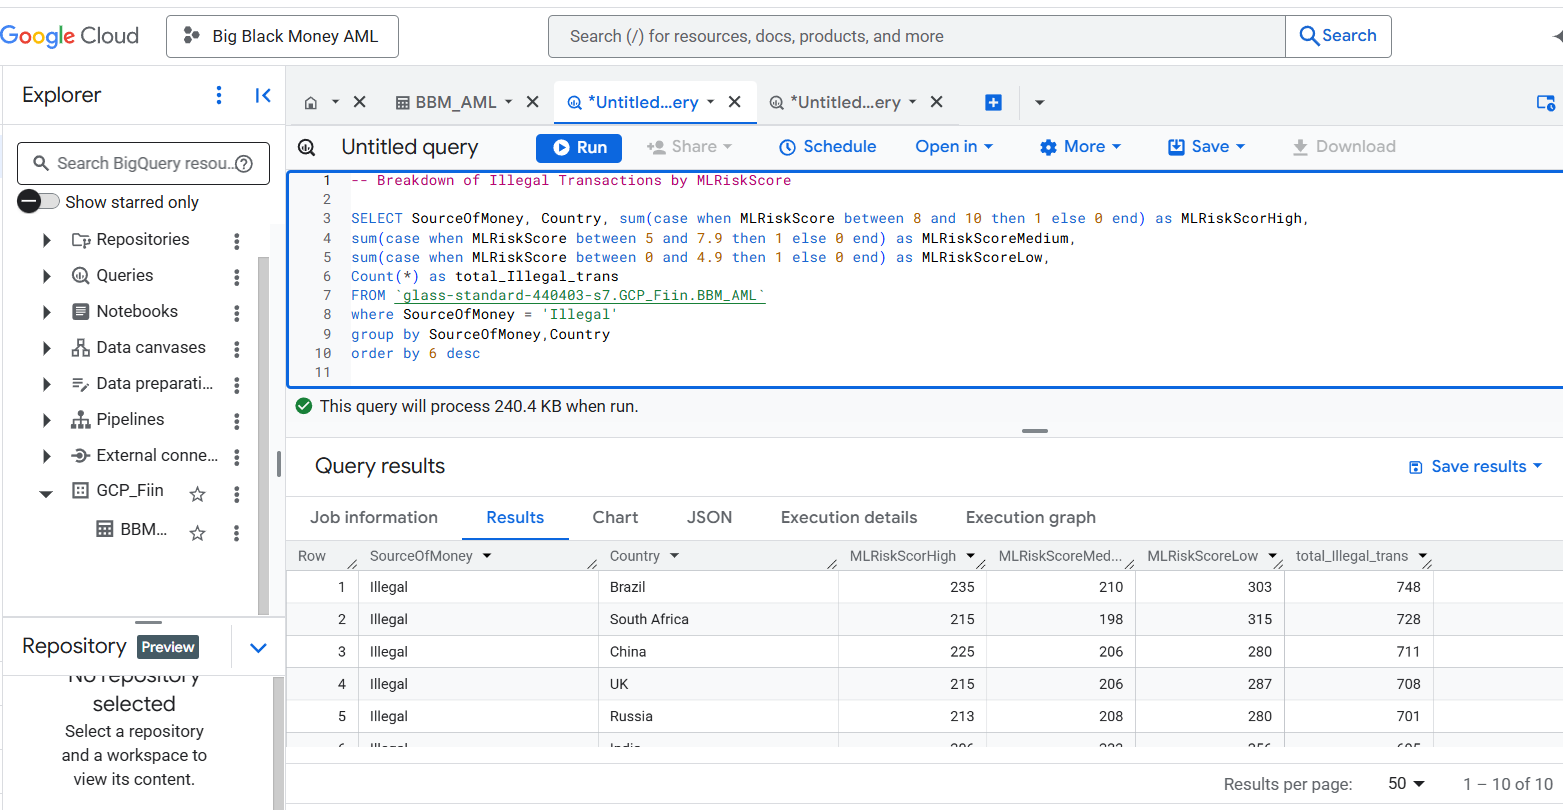 Google Cloud
Big Black Money AML
Search (/) for resources, docs, products, and more
Search
Explorer
Search BigQuery resou...
Show starred only
Repositories
Queries
Notebooks
Data canvases
Data preparati...
Pipelines
External conne...
GCP_Fiin
BBM...
Repository Preview
No repository
selected
Select a repository
and a workspace to
view its content.
BBM_AML
*Untitled...ery
*Untitled...ery
Untitled query
Run
Share
Schedule
Open in
More
Save
Download
1 -- Breakdown of Illegal Transactions by MLRiskScore
2
3 SELECT SourceOfMoney, Country, sum(case when MLRiskScore between 8 and 10 then 1 else 0 end) as MLRiskScorHigh,
4 sum(case when MLRiskScore between 5 and 7.9 then 1 else 0 end) as MLRiskScoreMedium,
5 sum(case when MLRiskScore between 0 and 4.9 then 1 else 0 end) as MLRiskScoreLow,
6 Count(*) as total_Illegal_trans
7 FROM `glass-standard-440403-s7.GCP_Fiin.BBM_AML`
8 where SourceOfMoney = 'Illegal'
9 group by SourceOfMoney,Country
10 order by 6 desc
11
This query will process 240.4 KB when run.
Query results
Save results
Job information Results Chart JSON Execution details Execution graph
Row SourceOfMoney Country MLRiskScorHigh MLRiskScoreMed... MLRiskScoreLow total_Illegal_trans
1 Illegal Brazil 235 210 303 748
2 Illegal South Africa 215 198 315 728
3 Illegal China 225 206 280 711
4 Illegal UK 215 206 287 708
5 Illegal Russia 213 208 280 701
Results per page: 50 1 – 10 of 10